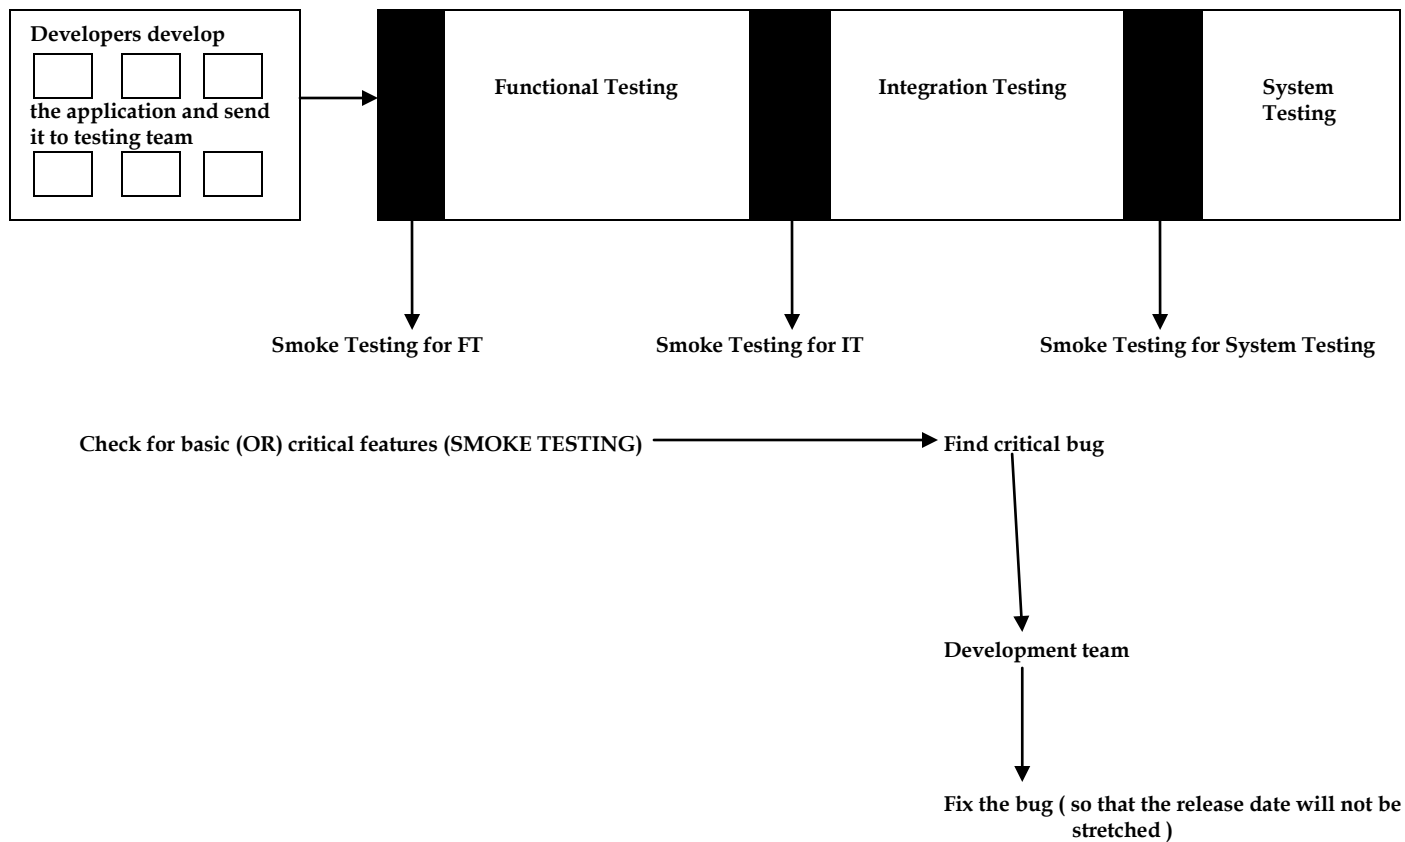 Developers develop
the application and send
it to testing team
Functional Testing
Integration Testing
System
Testing
Smoke Testing for FT
Smoke Testing for IT
Smoke Testing for System Testing
Check for basic (OR) critical features (SMOKE TESTING)
Find critical bug
Development team
Fix the bug ( so that the release date will not be
stretched )